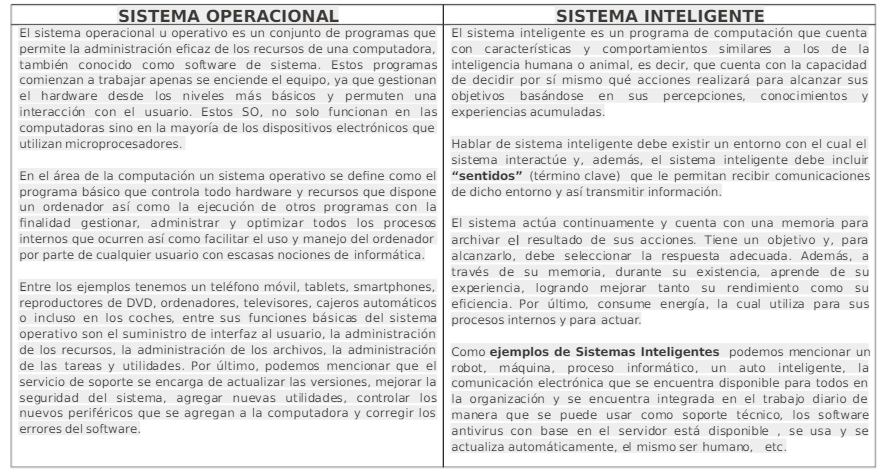 SISTEMA OPERACIONAL
El sistema operacional u operativo es un conjunto de programas que
permite la administración eficaz de los recursos de una computadora,
también conocido como software de sistema. Estos programas
comienzan a trabajar apenas se enciende el equipo, ya que gestionan
el hardware desde los niveles más básicos y permuten una
interacción con el usuario. Estos SO, no solo funcionan en las
computadoras sino en la mayoría de los dispositivos electrónicos que
utilizan microprocesadores.
En el área de la computación un sistema operativo se define como el
programa básico que controla todo hardware y recursos que dispone
un ordenador así como la ejecución de otros programas con la
finalidad gestionar, administrar y optimizar todos los procesos
internos que ocurren así como facilitar el uso y manejo del ordenador
por parte de cualquier usuario con escasas nociones de informática.
Entre los ejemplos tenemos un teléfono móvil, tablets, smartphones,
reproductores de DVD, ordenadores, televisores, cajeros automáticos
o incluso en los coches, entre sus funciones básicas del sistema
operativo son el suministro de interfaz al usuario, la administración
de los recursos, la administración de los archivos, la administración
de las tareas y utilidades. Por último, podemos mencionar que el
servicio de soporte se encarga de actualizar las versiones, mejorar la
seguridad del sistema, agregar nuevas utilidades, controlar los
nuevos periféricos que se agregan a la computadora y corregir los
errores del software.
SISTEMA INTELIGENTE
El sistema inteligente es un programa de computación que cuenta
con características y comportamientos similares a los de la
inteligencia humana o animal, es decir, que cuenta con la capacidad
de decidir por sí mismo qué acciones realizará para alcanzar sus
objetivos basándose en sus percepciones, conocimientos y
experiencias acumuladas.
Hablar de sistema inteligente debe existir un entorno con el cual el
sistema interactúe y, además, el sistema inteligente debe incluir
“sentidos” (término clave) que le permitan recibir comunicaciones
de dicho entorno y así transmitir información.
El sistema actúa continuamente y cuenta con una memoria para
archivar el resultado de sus acciones. Tiene un objetivo y, para
alcanzarlo, debe seleccionar la respuesta adecuada. Además, a
través de su memoria, durante su existencia, aprende de su
experiencia, logrando mejorar tanto su rendimiento como su
eficiencia. Por último, consume energía, la cual utiliza para sus
procesos internos y para actuar.
Como ejemplos de Sistemas Inteligentes podemos mencionar un
robot, máquina, proceso informático, un auto inteligente, la
comunicación electrónica que se encuentra disponible para todos en
la organización y se encuentra integrada en el trabajo diario de
manera que se puede usar como soporte técnico, los software
antivirus con base en el servidor está disponible , se usa y se
actualiza automáticamente, el mismo ser humano, etc.